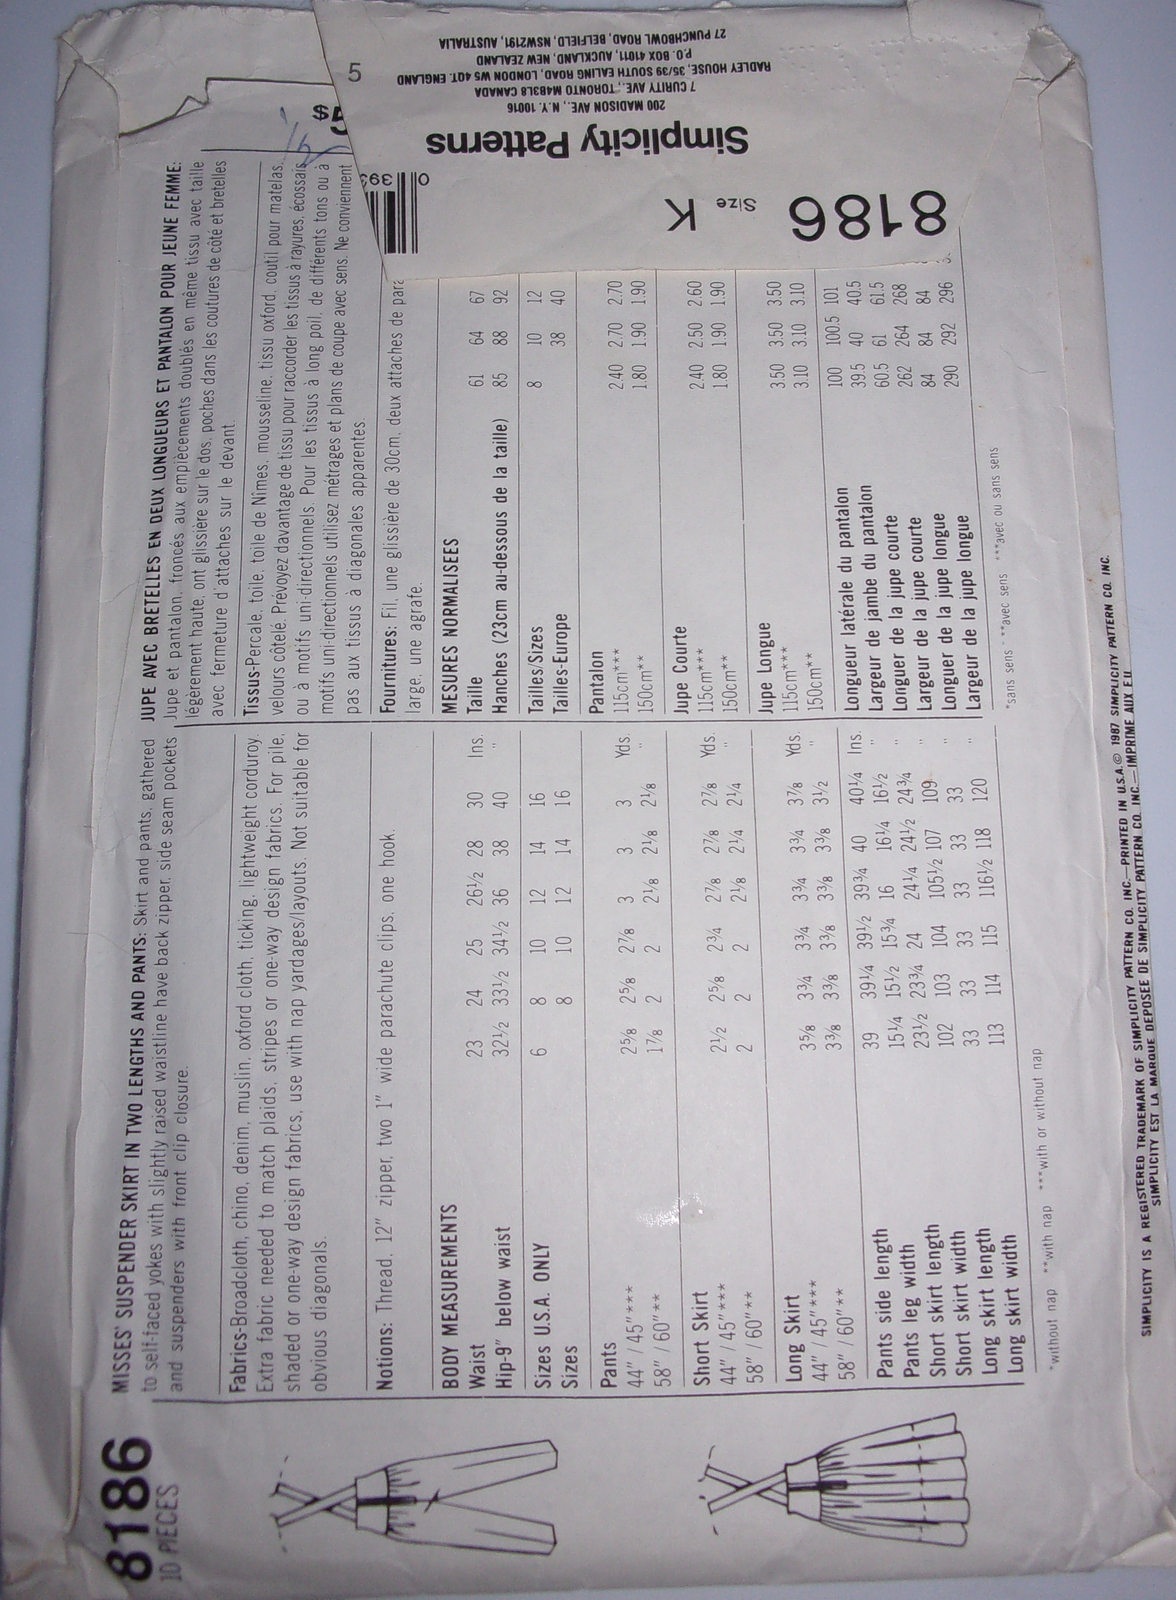 8186
10 PIECES
MISSES' SUSPENDER SKIRT IN TWO LENGTHS AND PANTS: Skirt and pants, gathered
to self-faced yokes with slightly raised waistline have back zipper, side seam pockets
and suspenders with front clip closure.
Fabrics-Broadcloth, chino, denim, muslin, oxford cloth, ticking, lightweight corduroy.
Extra fabric needed to match plaids, stripes or one-way design fabrics. For pile,
shaded or one-way design fabrics, use with nap yardages/layouts. Not suitable for
obvious diagonals.
Notions: Thread, 12" zipper, two 1" wide parachute clips, one hook.
BODY MEASUREMENTS
Waist 23 24 25 26½ 28 30 Ins.
Hip-9" below waist 32½ 33½ 34½ 36 38 40 "
Sizes U.S.A. ONLY 6 8 10 12 14 16
Sizes 8 10 12 14 16
Pants
44" / 45"*** 2⅝ 2⅝ 2⅞ 3 3 3 Yds.
58" / 60"** 1⅞ 2 2 2⅛ 2⅛ 2⅛ "
Short Skirt
44" / 45"*** 2½ 2⅝ 2¾ 2⅞ 2⅞ 2⅞ Yds.
58" / 60"** 2 2 2 2⅛ 2¼ 2¼ "
Long Skirt
44" / 45"*** 3⅝ 3¾ 3¾ 3¾ 3¾ 3⅞ Yds.
58" / 60"** 3⅜ 3⅜ 3⅜ 3⅜ 3⅜ 3½ "
Pants side length 39 39¼ 39½ 39¾ 40 40¼ Ins.
Pants leg width 15¼ 15½ 15¾ 16 16¼ 16½ "
Short skirt length 23½ 23¾ 24 24¼ 24½ 24¾ "
Short skirt width 102 103 104 105½ 107 109 "
Long skirt length 33 33 33 33 33 33 "
Long skirt width 113 114 115 116½ 118 120 "
*without nap **with nap ***with or without nap
JUPE AVEC BRETELLES EN DEUX LONGUEURS ET PANTALON POUR JEUNE FEMME:
Jupe et pantalon, froncés aux empiècements doublés en même tissu avec taille
légèrement haute, ont glissière sur le dos, poches dans les coutures de côté et bretelles
avec fermeture d'attaches sur le devant.
Tissus-Percale, toile, toile de Nîmes, mousseline, tissu oxford, coutil pour matelas,
velours côtelé. Prévoyez davantage de tissu pour raccorder les tissus à rayures, écossais
ou à motifs uni-directionnels. Pour les tissus à long poil, de différents tons ou à
motifs uni-directionnels utilisez métrages et plans de coupe avec sens. Ne conviennent
pas aux tissus à diagonales apparentes.
Fournitures: Fil, une glissière de 30cm, deux attaches de para
large, une agrafe.
MESURES NORMALISEES
Taille 61 64 67
Hanches (23cm au-dessous de la taille) 85 88 92
Tailles/Sizes 8 10 12
Tailles-Europe 38 40
Pantalon
115cm*** 2.40 2.70 2.70
150cm** 1.80 1.90 1.90
Jupe Courte
115cm*** 2.40 2.50 2.60
150cm** 1.80 1.90 1.90
Jupe Longue
115cm*** 3.50 3.50 3.50
150cm** 3.10 3.10 3.10
Longueur latérale du pantalon 100 100.5 101
Largeur de jambe du pantalon 39.5 40 40.5
Longuer de la jupe courte 60.5 61 61.5
Largeur de la jupe courte 262 264 268
Longuer de la jupe longue 84 84 84
Largeur de la jupe longue 290 292 296
*sans sens **avec sens ***avec ou sans sens
SIMPLICITY IS A REGISTERED TRADEMARK OF SIMPLICITY PATTERN CO. INC.—PRINTED IN U.S.A. © 1987 SIMPLICITY PATTERN CO. INC.
SIMPLICITY EST LA MARQUE DEPOSEE DE SIMPLICITY PATTERN CO. INC.—IMPRIME AUX E.U.
8186 Size K
0 393
Simplicity Patterns
200 MADISON AVE., N.Y. 10016
7 CURITY AVE., TORONTO M4B3L8 CANADA
RADLEY HOUSE, 35/39 SOUTH EALING ROAD, LONDON W5 4QT. ENGLAND
P.O. BOX 41011, AUCKLAND, NEW ZEALAND
27 PUNCHBOWL ROAD, BELFIELD, NSW2191, AUSTRALIA
5
$